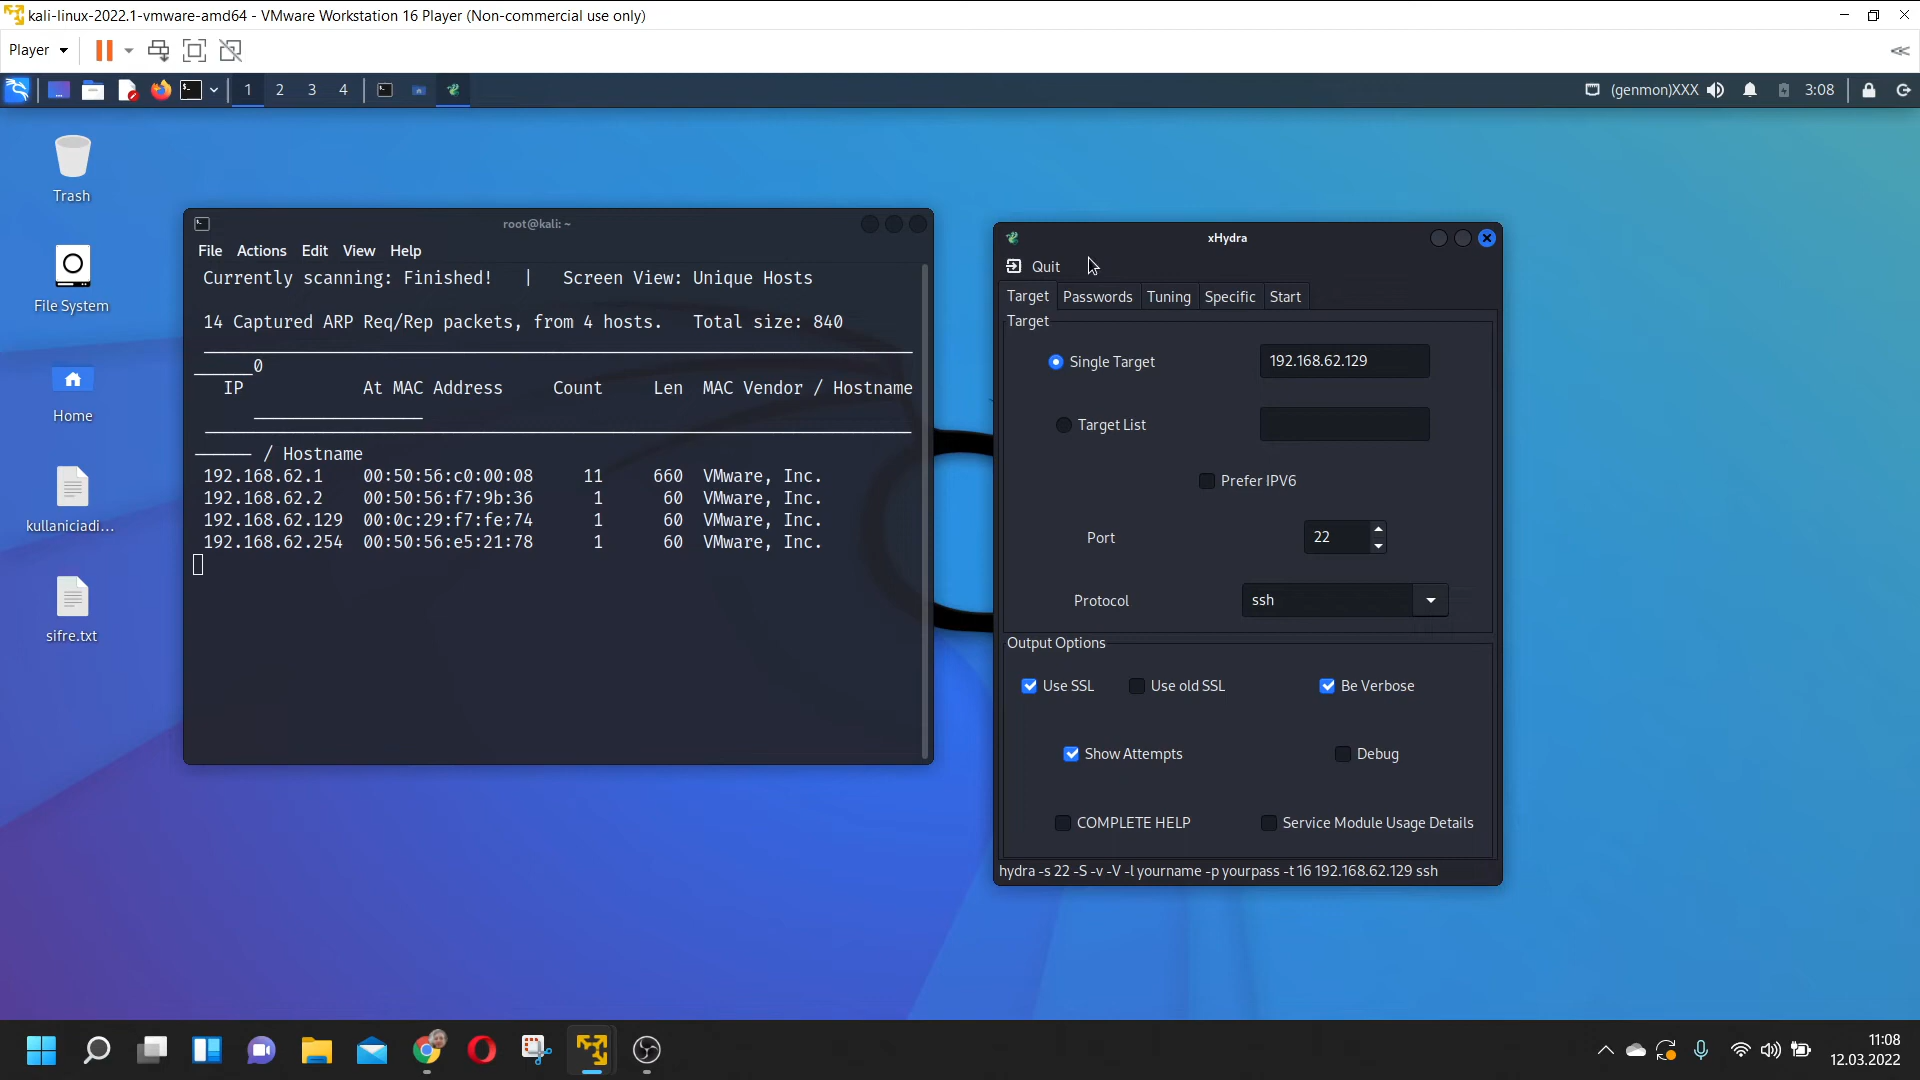 kali-linux-2022.1-vmware-amd64 - VMware Workstation 16 Player (Non-commercial use only)
Player
1 2 3 4
(genmon)XXX 3:08
Trash
File System
Home
kullaniciadi...
sifre.txt
root@kali: ~
File Actions Edit View Help
Currently scanning: Finished! | Screen View: Unique Hosts
14 Captured ARP Req/Rep packets, from 4 hosts. Total size: 840
_______________________________________________________________________
______0
IP At MAC Address Count Len MAC Vendor / Hostname
_________________
-----------------------------------------------------------------------
------ / Hostname
192.168.62.1 00:50:56:c0:00:08 11 660 VMware, Inc.
192.168.62.2 00:50:56:f7:9b:36 1 60 VMware, Inc.
192.168.62.129 00:0c:29:f7:fe:74 1 60 VMware, Inc.
192.168.62.254 00:50:56:e5:21:78 1 60 VMware, Inc.
xHydra
Quit
Target Passwords Tuning Specific Start
Target
Single Target 192.168.62.129
Target List
Prefer IPV6
Port 22
Protocol ssh
Output Options
Use SSL Use old SSL Be Verbose
Show Attempts Debug
COMPLETE HELP Service Module Usage Details
hydra -s 22 -S -v -V -l yourname -p yourpass -t 16 192.168.62.129 ssh
11:08
12.03.2022